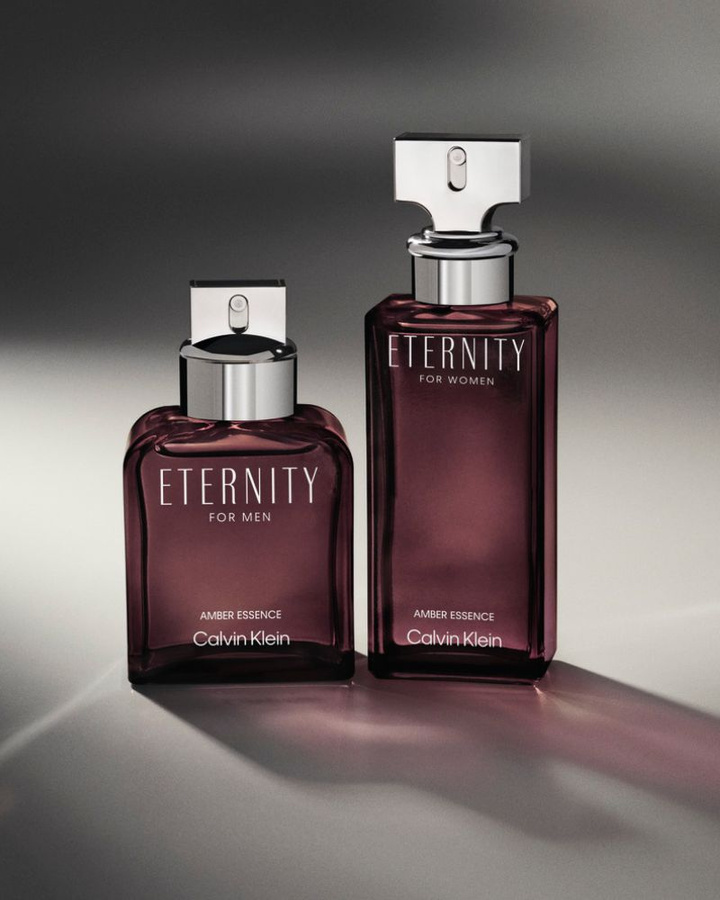 ETERNITY
FOR MEN
AMBER ESSENCE
Calvin Klein
ETERNITY
FOR WOMEN
AMBER ESSENCE
Calvin Klein